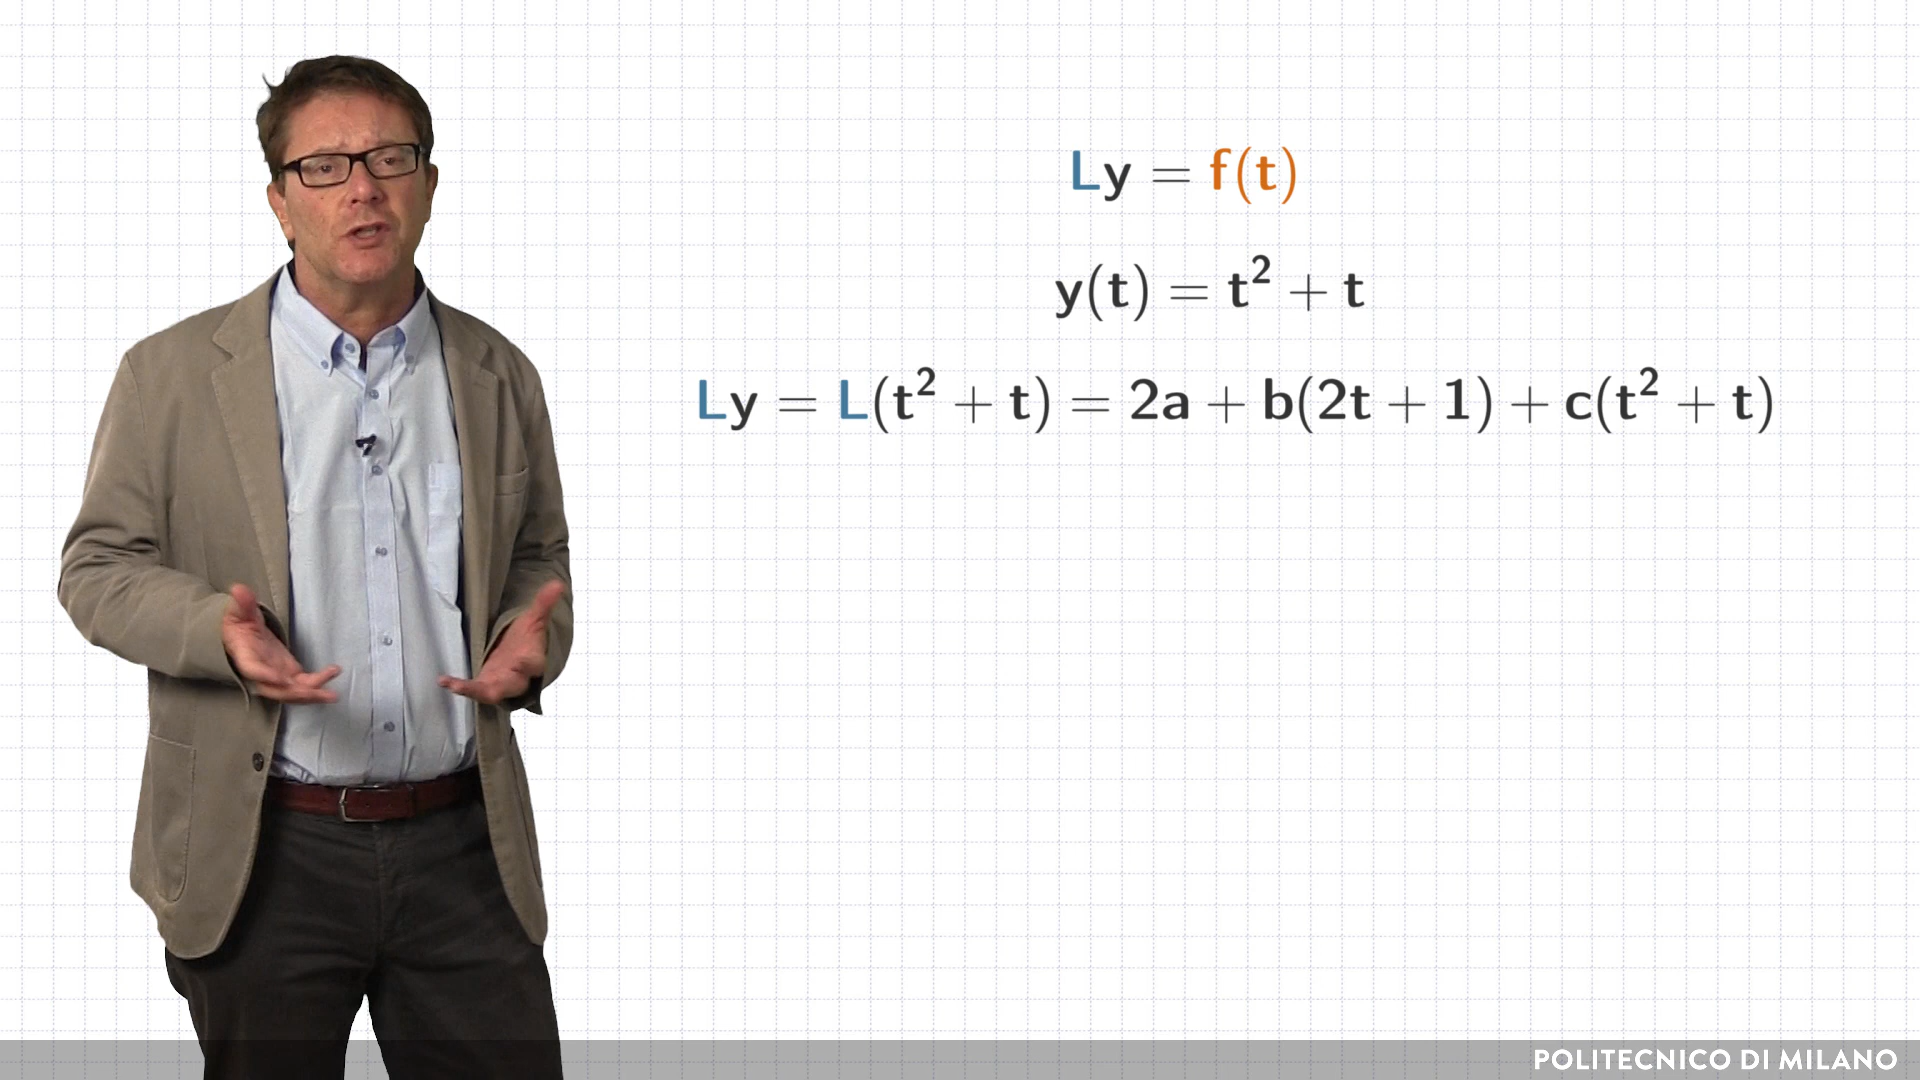 Ly = f(t)
y(t) = t² + t
Ly = L(t² + t) = 2a + b(2t + 1) + c(t² + t)
POLITECNICO DI MILANO